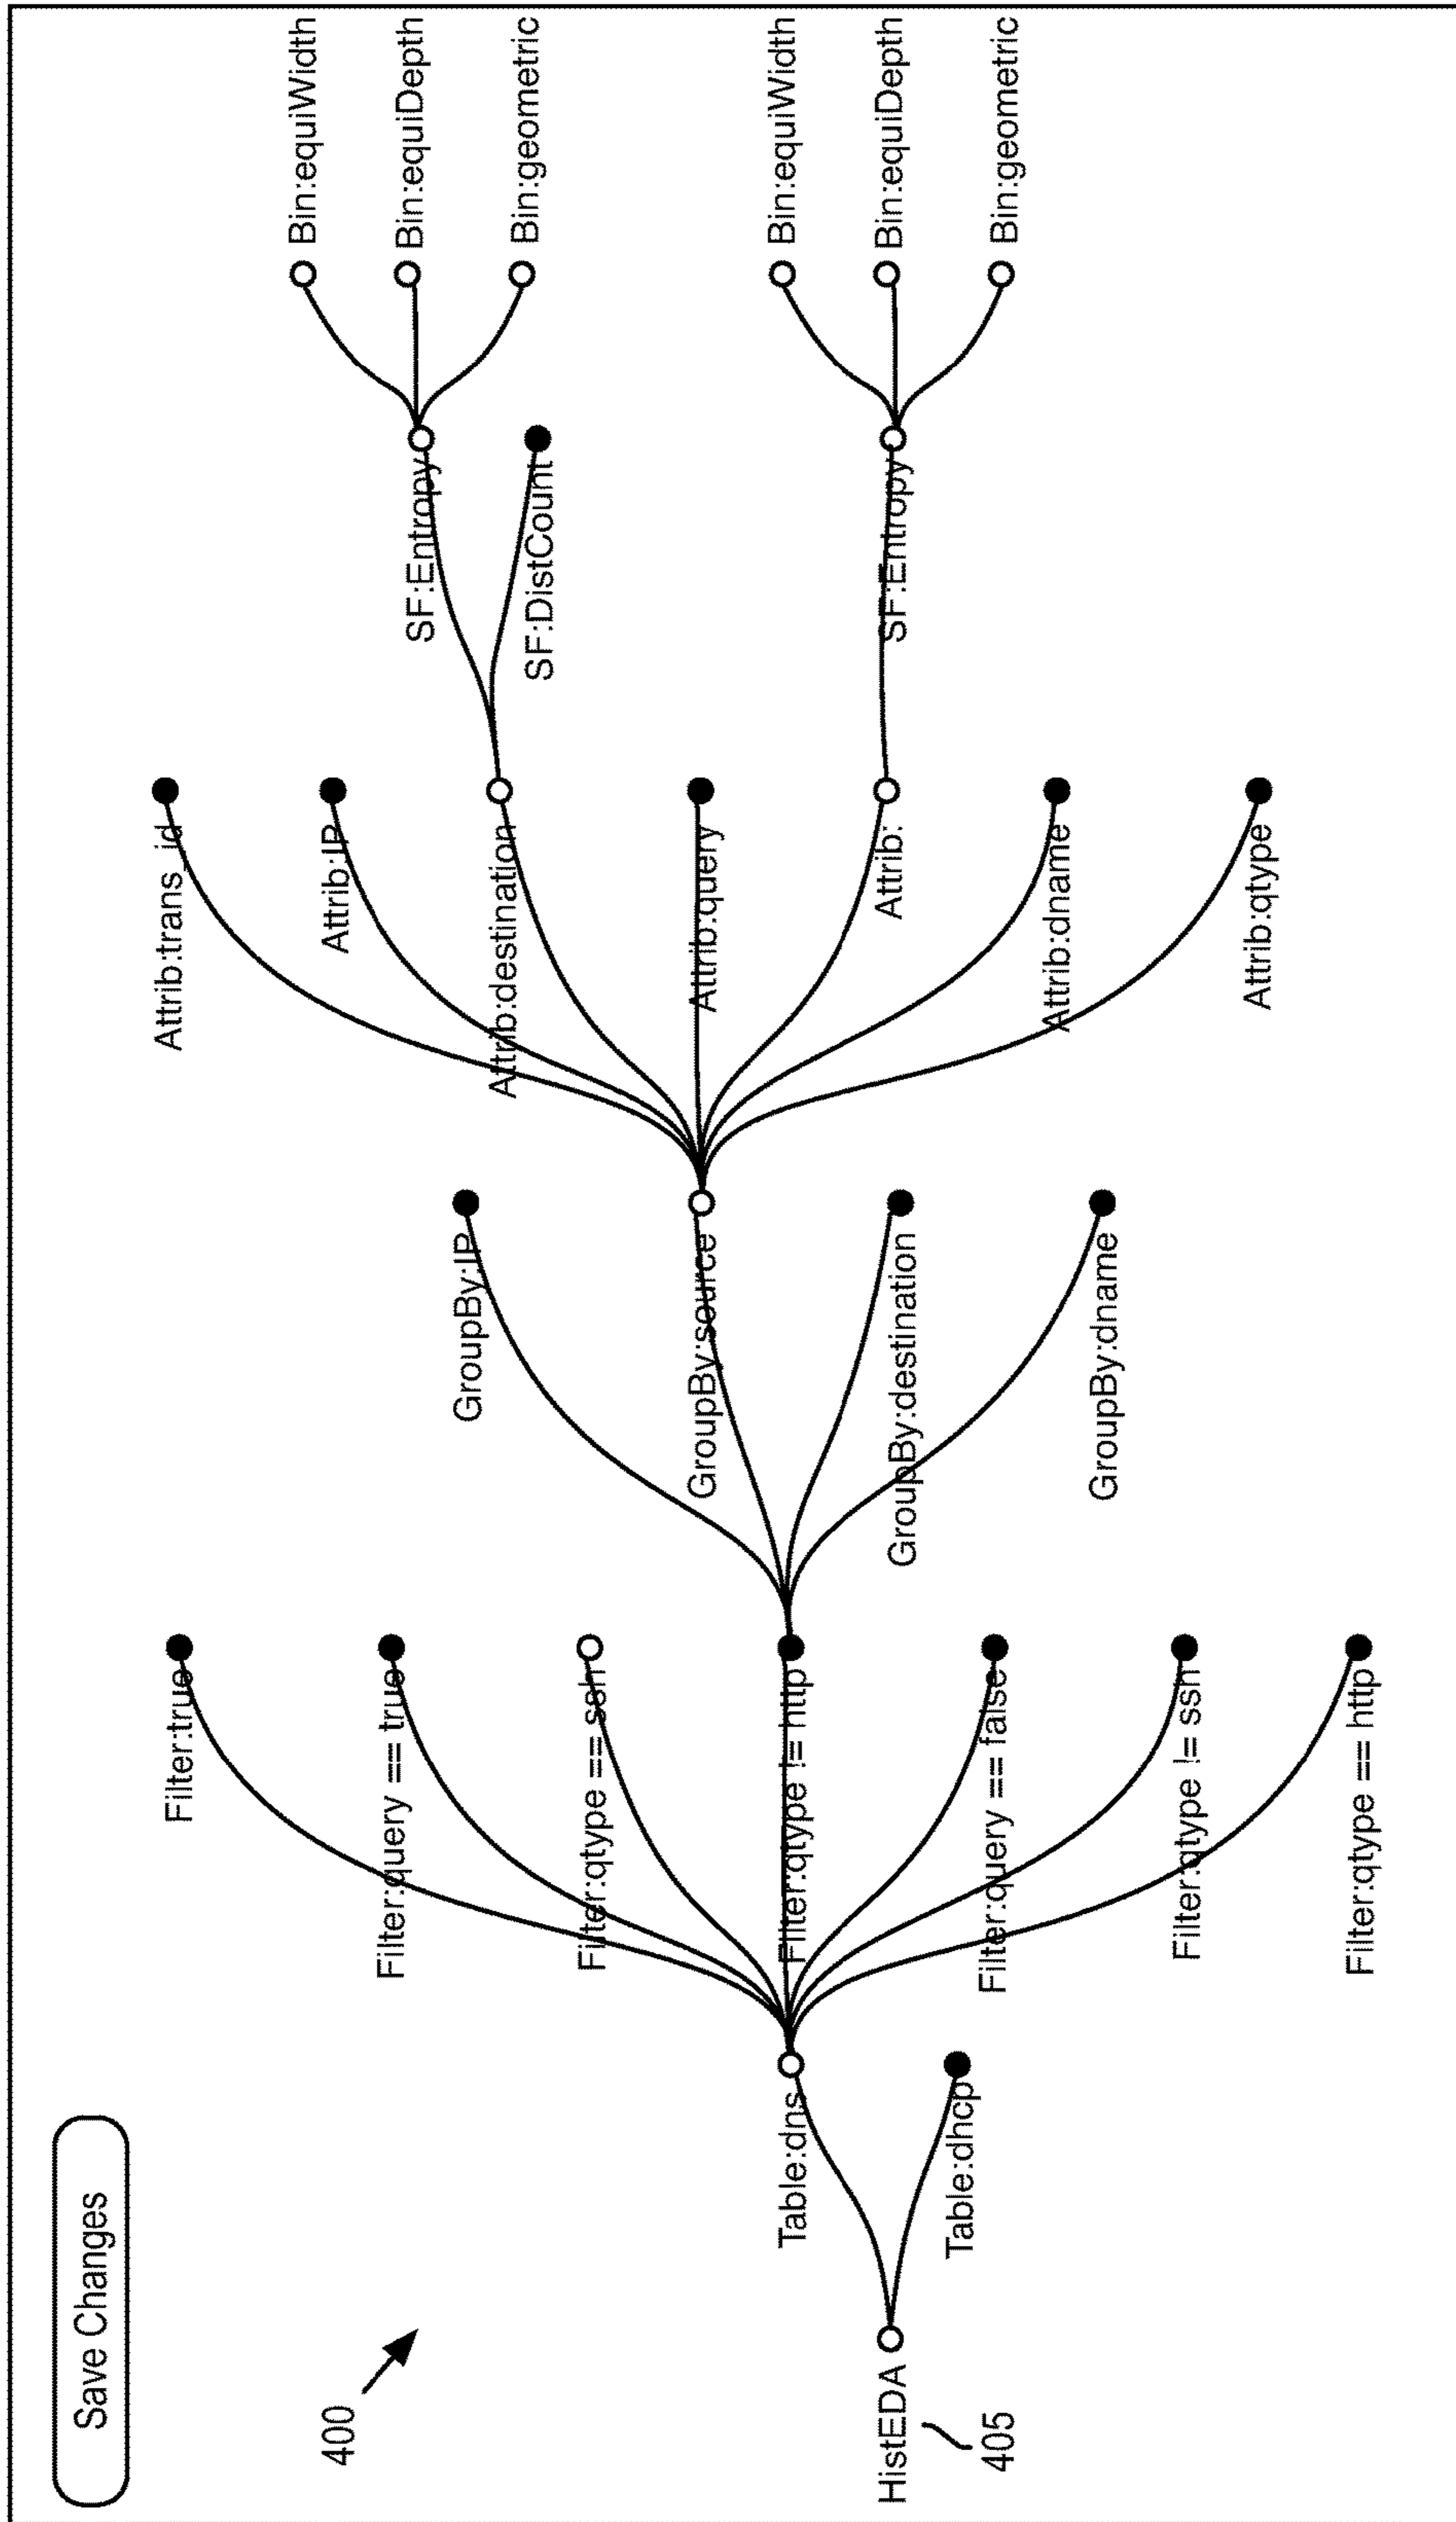 Save Changes
400
HistEDA
405
Table:dns
Table:dhcp
Filter:true
Filter:query == true
Filter:qtype == ssh
Filter:qtype != http
Filter:query == false
Filter:qtype != ssh
Filter:qtype == http
GroupBy:IP
GroupBy:source
GroupBy:destination
GroupBy:dname
Attrib:trans_id
Attrib:IP
Attrib:destination
Attrib:query
Attrib:
Attrib:dname
Attrib:qtype
SF:Entropy
SF:DistCount
SF:Entropy
Bin:equiWidth
Bin:equiDepth
Bin:geometric
Bin:equiWidth
Bin:equiDepth
Bin:geometric